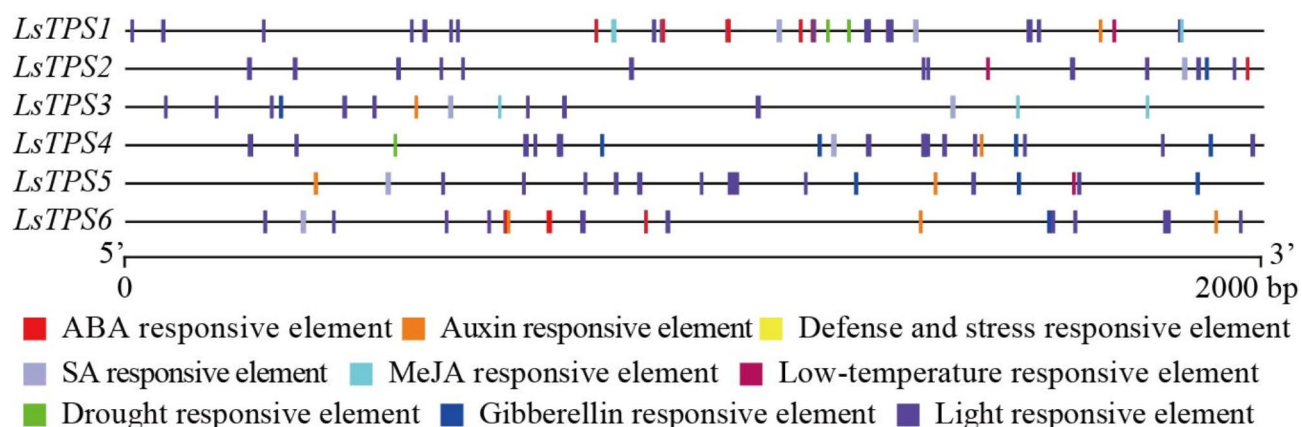 LsTPS1
LsTPS2
LsTPS3
LsTPS4
LsTPS5
LsTPS6
5’ 3’
0 2000 bp
ABA responsive element Auxin responsive element Defense and stress responsive element
SA responsive element MeJA responsive element Low-temperature responsive element
Drought responsive element Gibberellin responsive element Light responsive element